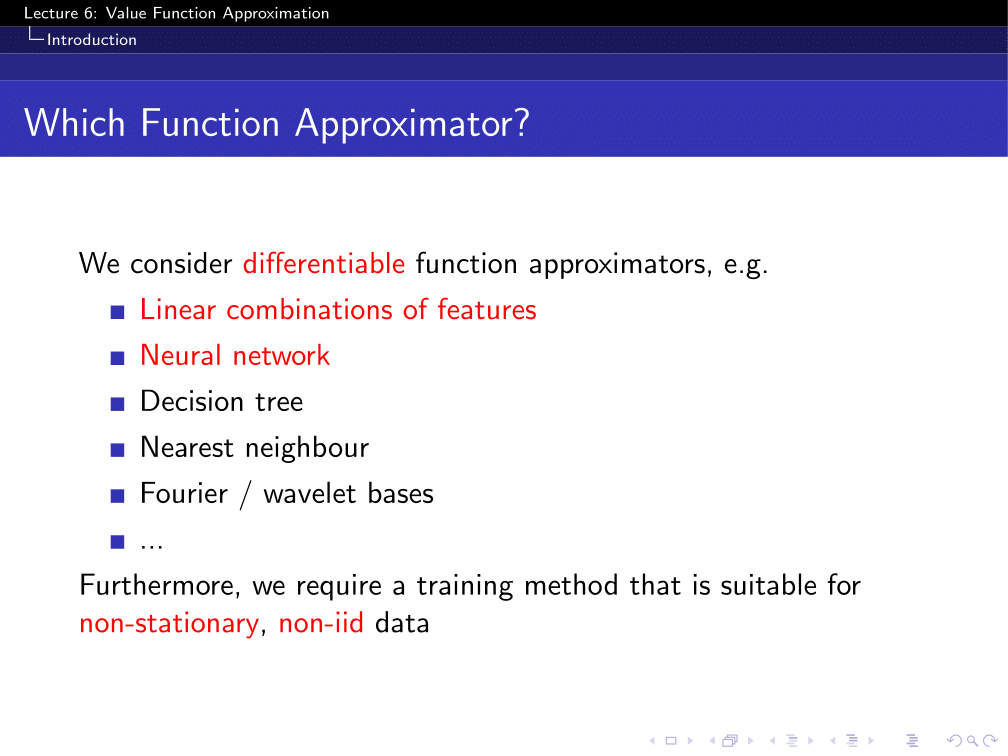 Lecture 6: Value Function Approximation
Introduction
Which Function Approximator?
We consider differentiable function approximators, e.g.
Linear combinations of features
Neural network
Decision tree
Nearest neighbour
Fourier / wavelet bases
...
Furthermore, we require a training method that is suitable for
non-stationary, non-iid data